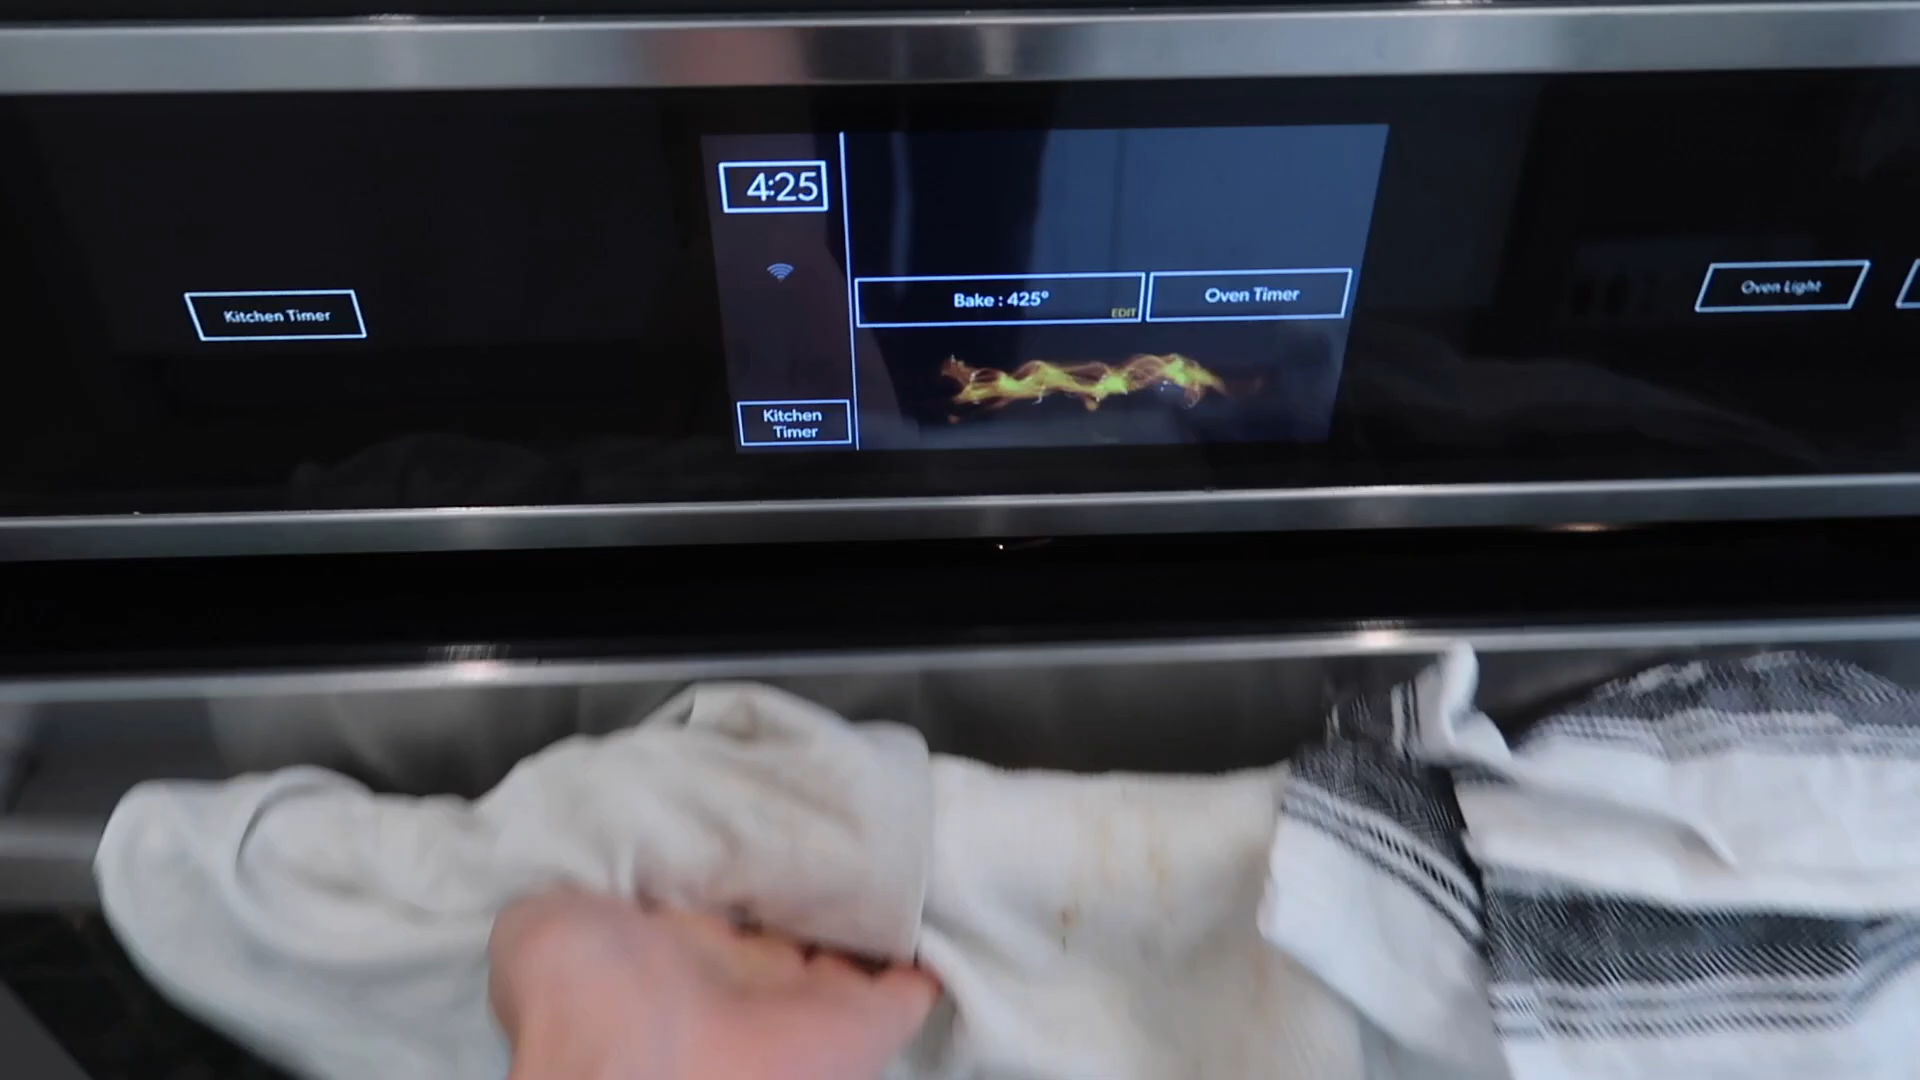 4:25
Kitchen Timer
Bake : 425°
EDIT
Oven Timer
Oven Light
Kitchen
Timer